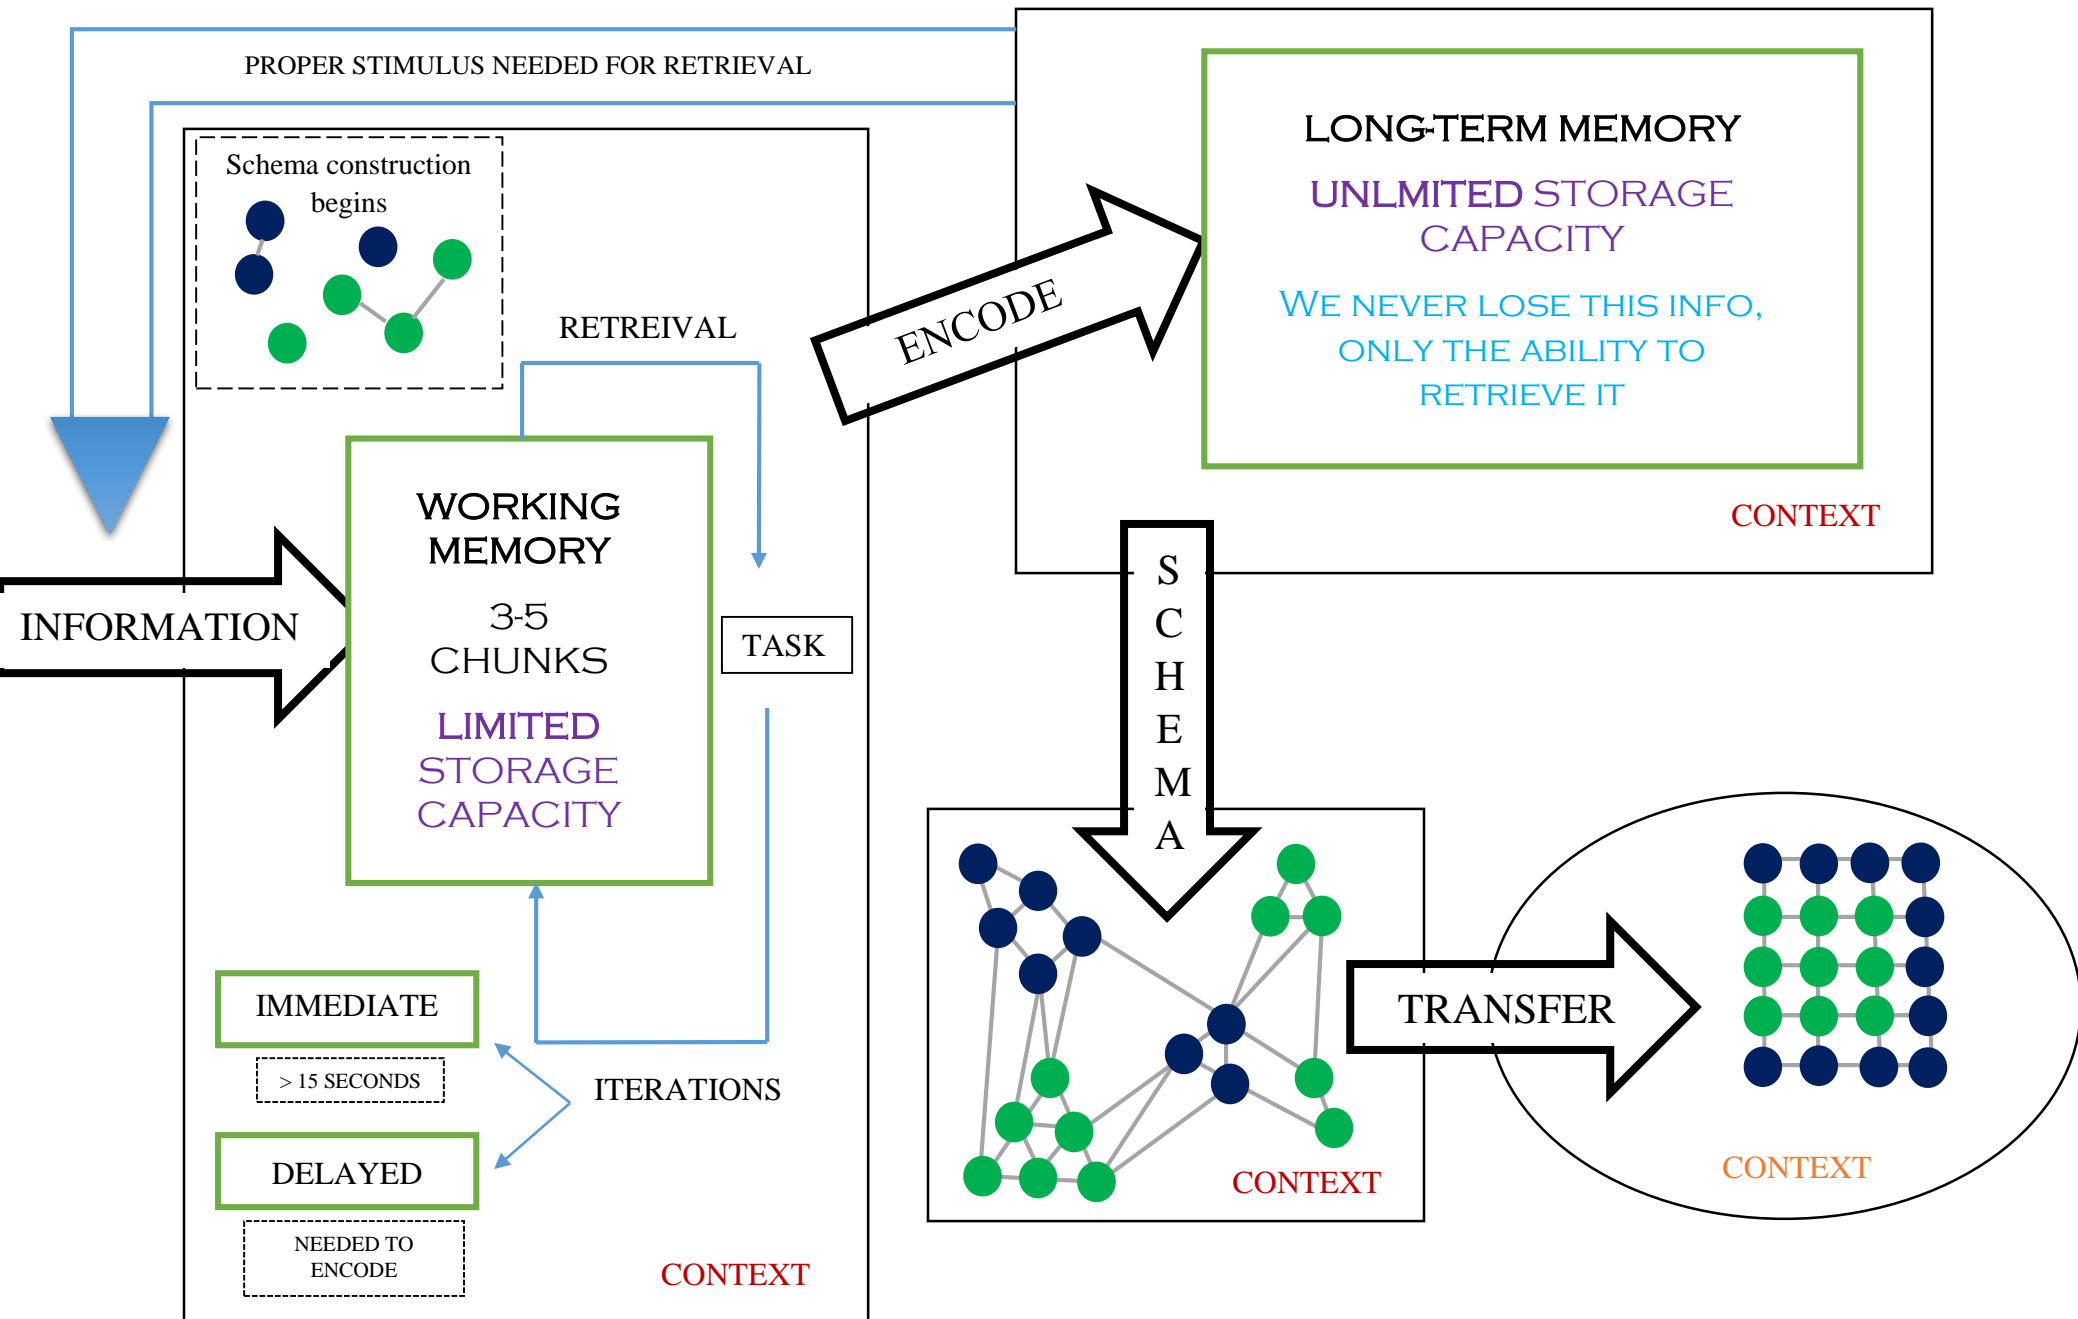 PROPER STIMULUS NEEDED FOR RETRIEVAL
Schema construction
begins
RETREIVAL
ENCODE
LONG-TERM MEMORY
UNLMITED STORAGE
CAPACITY
WE NEVER LOSE THIS INFO,
ONLY THE ABILITY TO
RETRIEVE IT
CONTEXT
INFORMATION
WORKING
MEMORY
3-5
CHUNKS
LIMITED
STORAGE
CAPACITY
TASK
S
C
H
E
M
A
IMMEDIATE
> 15 SECONDS
ITERATIONS
DELAYED
NEEDED TO
ENCODE
CONTEXT
CONTEXT
TRANSFER
CONTEXT